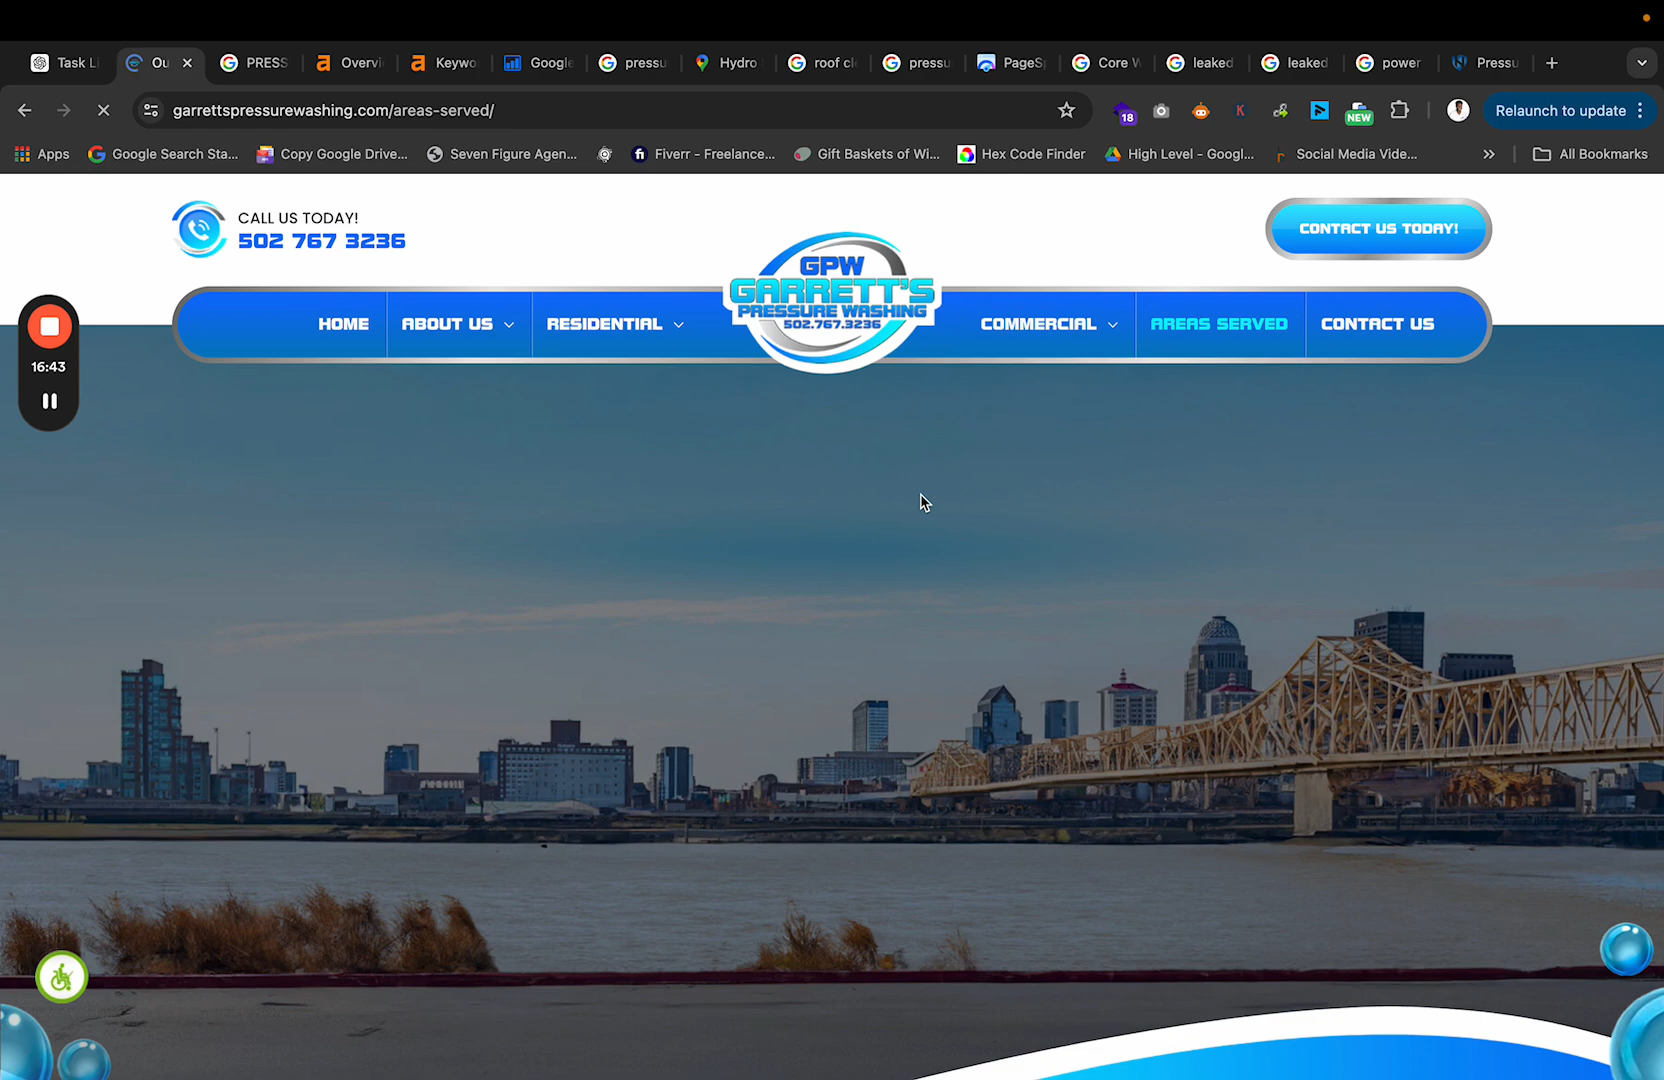 Task Li
Ou
PRESS
Overvi
Keywo
Google
pressu
Hydro
roof cl
pressu
PageSp
Core W
leaked
leaked
power
Pressu
garrettspressurewashing.com/areas-served/
18
K
NEW
Relaunch to update
Apps
Google Search Sta...
Copy Google Drive...
Seven Figure Agen...
Fiverr - Freelance...
Gift Baskets of Wi...
Hex Code Finder
High Level - Googl...
Social Media Vide...
All Bookmarks
CALL US TODAY!
502 767 3236
CONTACT US TODAY!
HOME
ABOUT US
RESIDENTIAL
GPW
GARRETT'S
PRESSURE WASHING
502.767.3236
COMMERCIAL
AREAS SERVED
CONTACT US
16:43